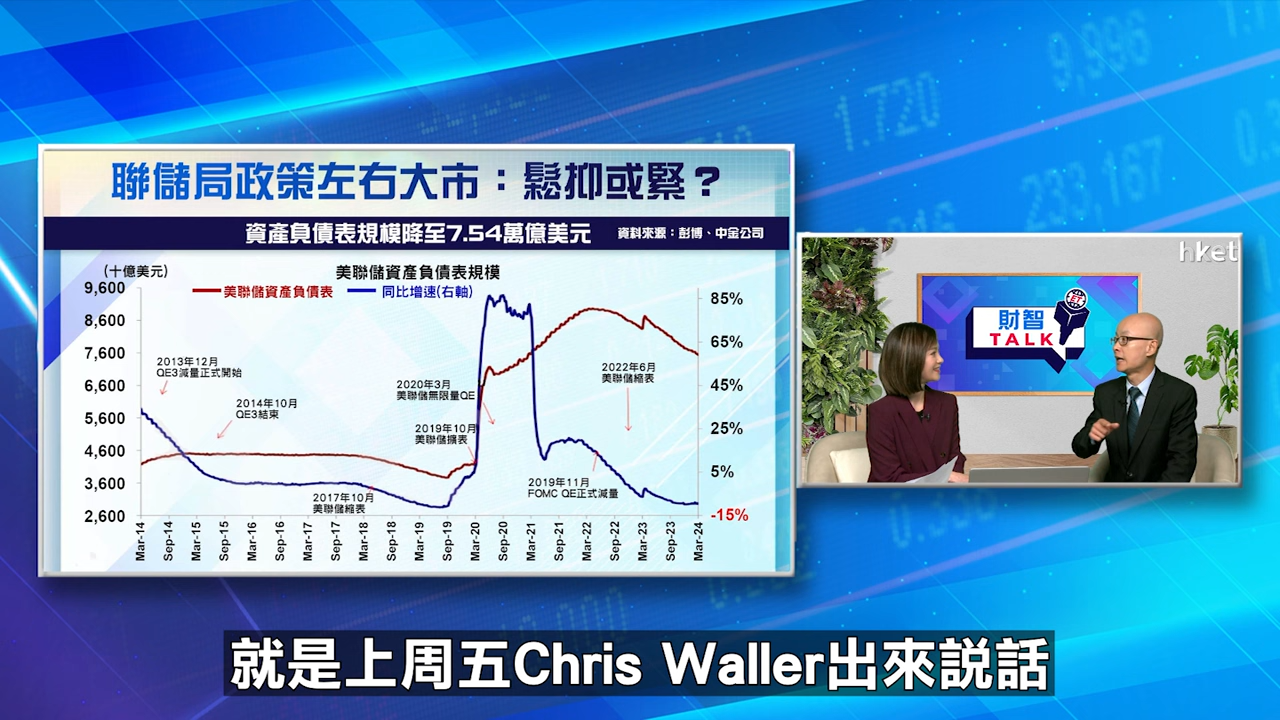 聯儲局政策左右大市：鬆抑或緊？
資產負債表規模降至7.54萬億美元 資料來源：彭博、中金公司
(十億美元)
美聯儲資產負債表規模
美聯儲資產負債表 同比增速(右軸)
9,600
8,600
7,600
6,600
5,600
4,600
3,600
2,600
85%
65%
45%
25%
5%
-15%
2013年12月
QE3減量正式開始
2014年10月
QE3結束
2017年10月
美聯儲縮表
2019年10月
美聯儲擴表
2020年3月
美聯儲無限量QE
2019年11月
FOMC QE正式減量
2022年6月
美聯儲縮表
Mar-14 Sep-14 Mar-15 Sep-15 Mar-16 Sep-16 Mar-17 Sep-17 Mar-18 Sep-18 Mar-19 Sep-19 Mar-20 Sep-20 Mar-21 Sep-21 Mar-22 Sep-22 Mar-23 Sep-23 Mar-24
hket
ET
財智
TALK
9,996
1.720
233,167
就是上周五Chris Waller出來說話